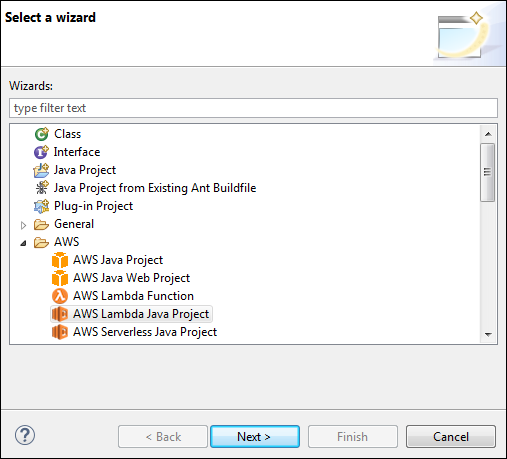 Select a wizard
Wizards:
type filter text
Class
Interface
Java Project
Java Project from Existing Ant Buildfile
Plug-in Project
General
AWS
AWS Java Project
AWS Java Web Project
AWS Lambda Function
AWS Lambda Java Project
AWS Serverless Java Project
? < Back Next > Finish Cancel